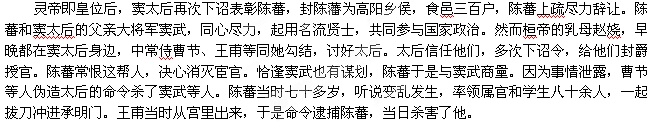 灵帝即皇位后，窦太后再次下诏表彰陈蕃，封陈蕃为高阳乡侯，食邑三百户，陈蕃上疏尽力辞让。陈
蕃和窦太后的父亲大将军窦武，同心尽力，起用名流贤士，共同参与国家政治。然而桓帝的乳母赵娆，早
晚都在窦太后身边，中常侍曹节、王甫等同她勾结，讨好太后。太后信任他们，多次下诏令，给他们封爵
授官。陈蕃常恨这帮人，决心消灭宦官。恰逢窦武也有谋划，陈蕃于是与窦武商量。因为事情泄露，曹节
等人伪造太后的命令杀了窦武等人。陈蕃当时七十多岁，听说变乱发生，率领属官和学生八十余人，一起
拔刀冲进承明门。王甫当时从宫里出来，于是命令逮捕陈蕃，当日杀害了他。